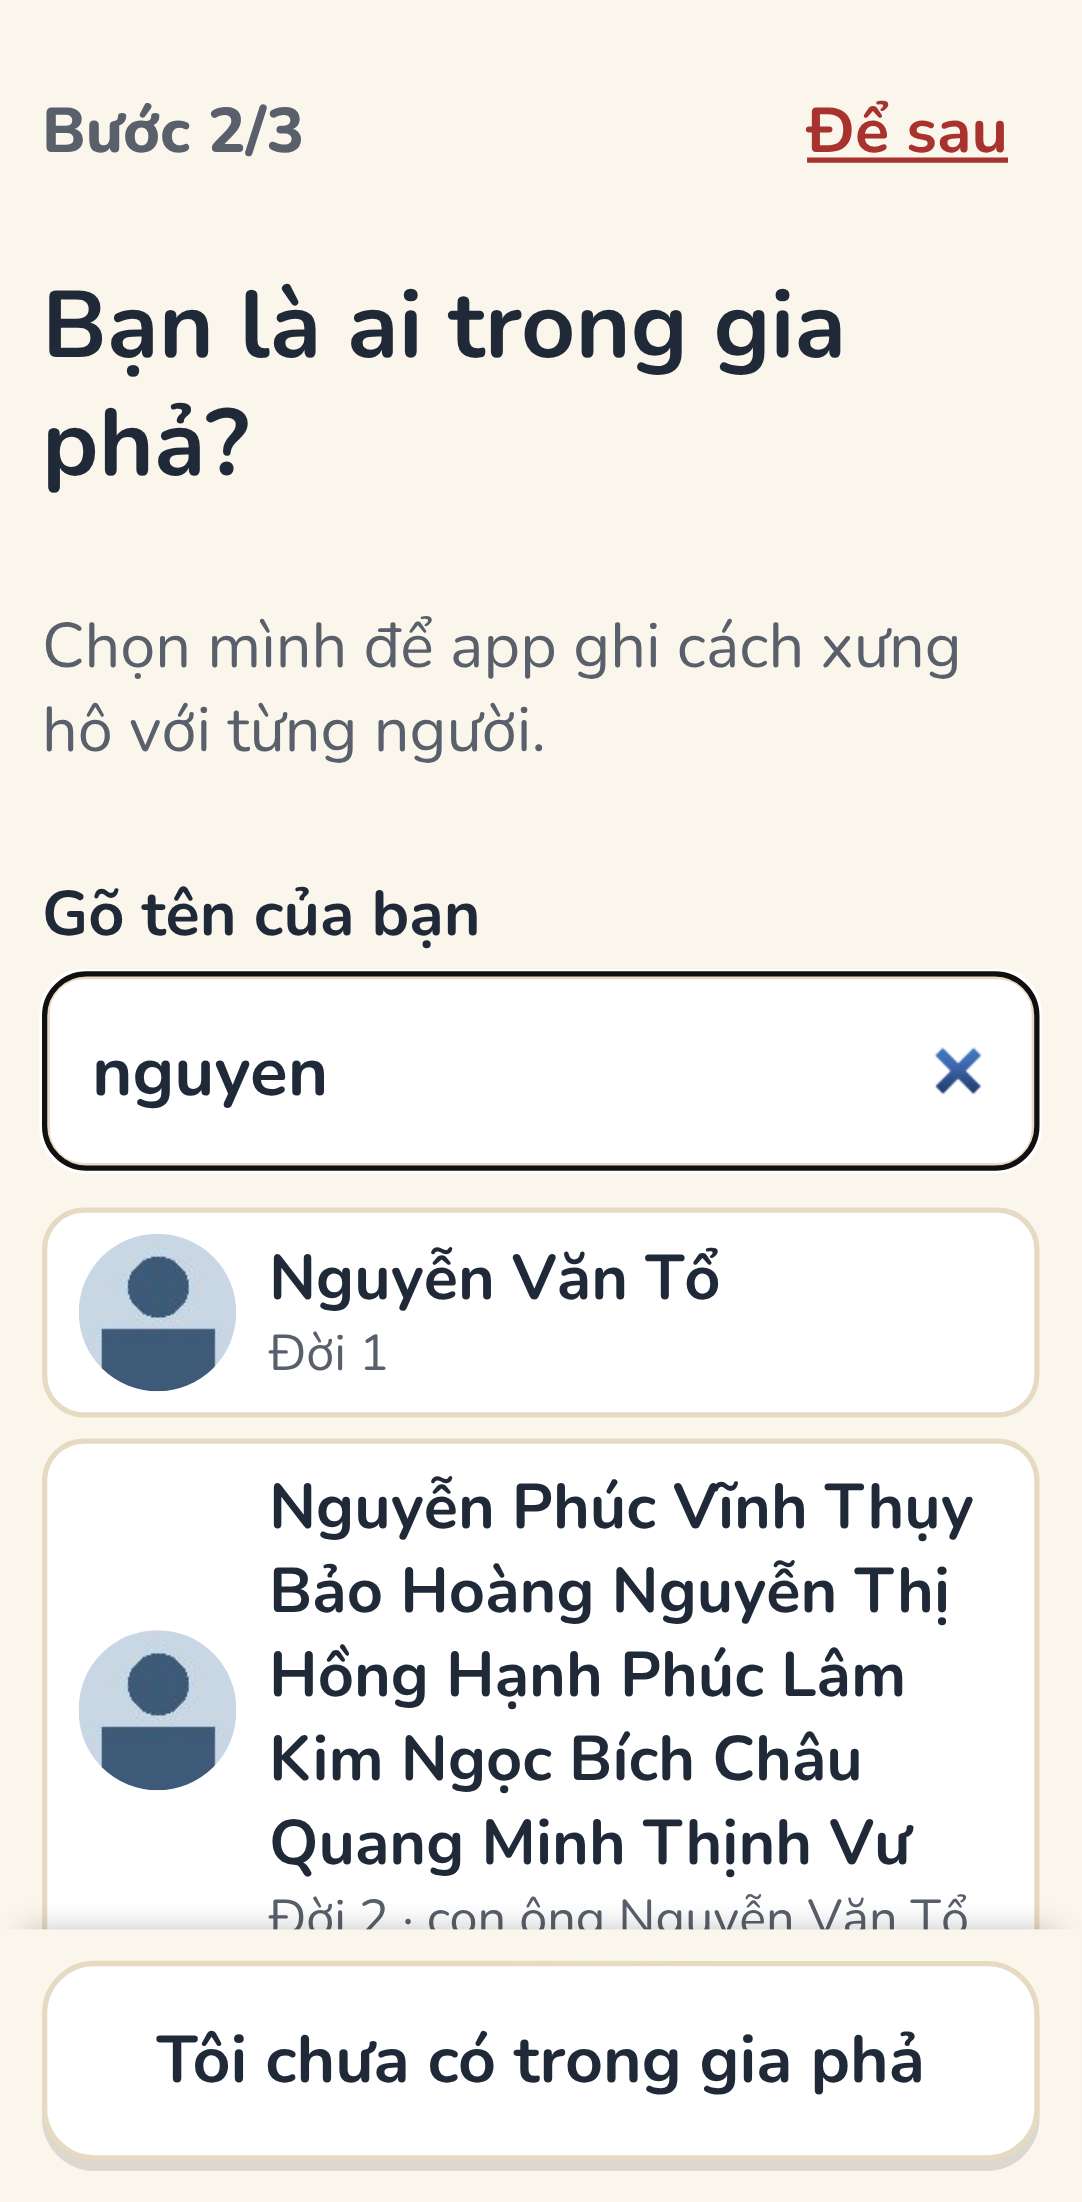 Bước 2/3
Để sau
Bạn là ai trong gia
phả?
Chọn mình để app ghi cách xưng
hô với từng người.
Gõ tên của bạn
nguyen
Nguyễn Văn Tổ
Đời 1
Nguyễn Phúc Vĩnh Thụy
Bảo Hoàng Nguyễn Thị
Hồng Hạnh Phúc Lâm
Kim Ngọc Bích Châu
Quang Minh Thịnh Vư
Đời 2 · con ông Nguyễn Văn Tổ
Tôi chưa có trong gia phả